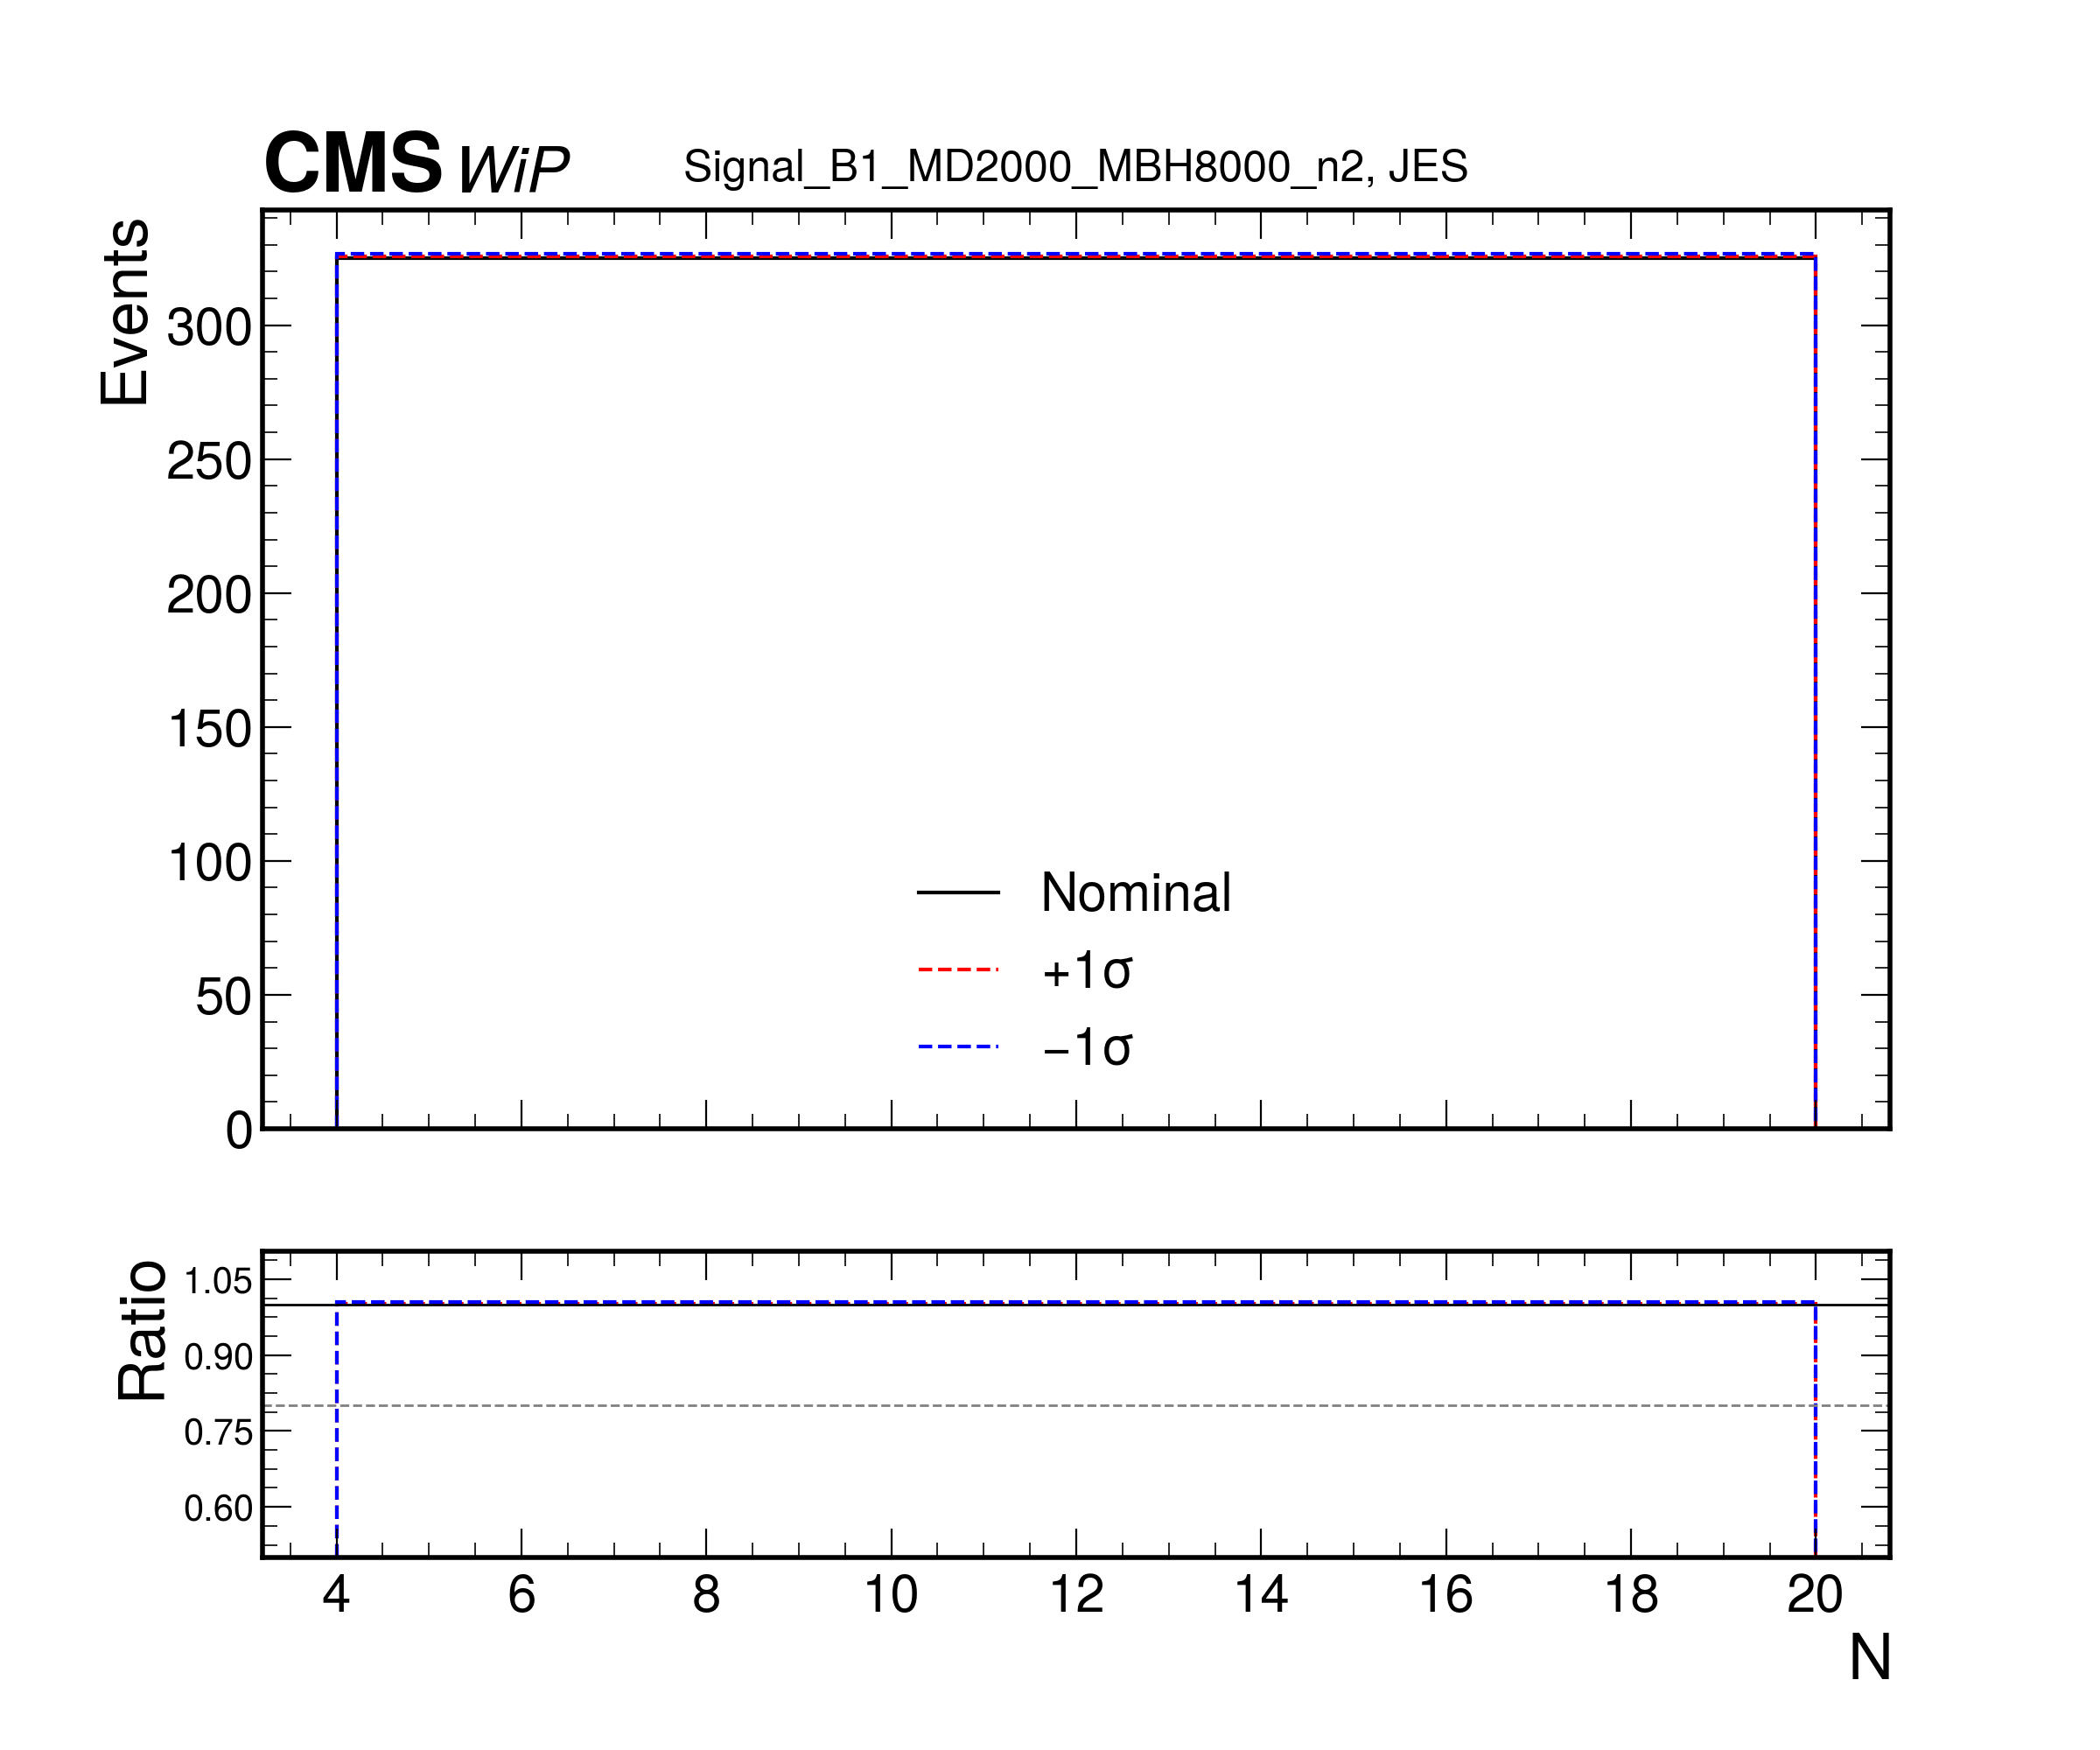 CMS WiP
Signal_B1_MD2000_MBH8000_n2, JES
Events
300
250
200
150
100
50
0
Nominal
+1σ
−1σ
Ratio
1.05
0.90
0.75
0.60
4 6 8 10 12 14 16 18 20
N